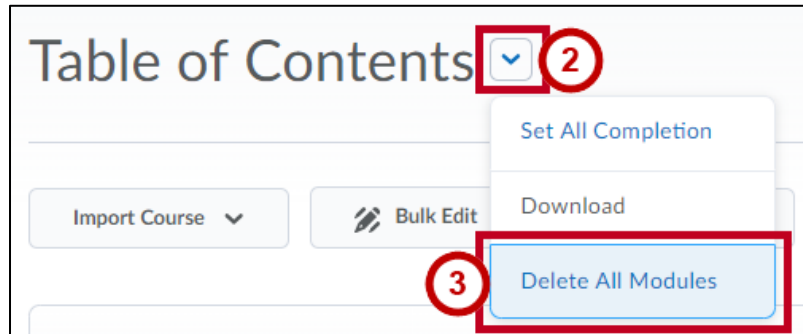 Table of Contents
2
Set All Completion
Import Course
Bulk Edit
Download
3
Delete All Modules